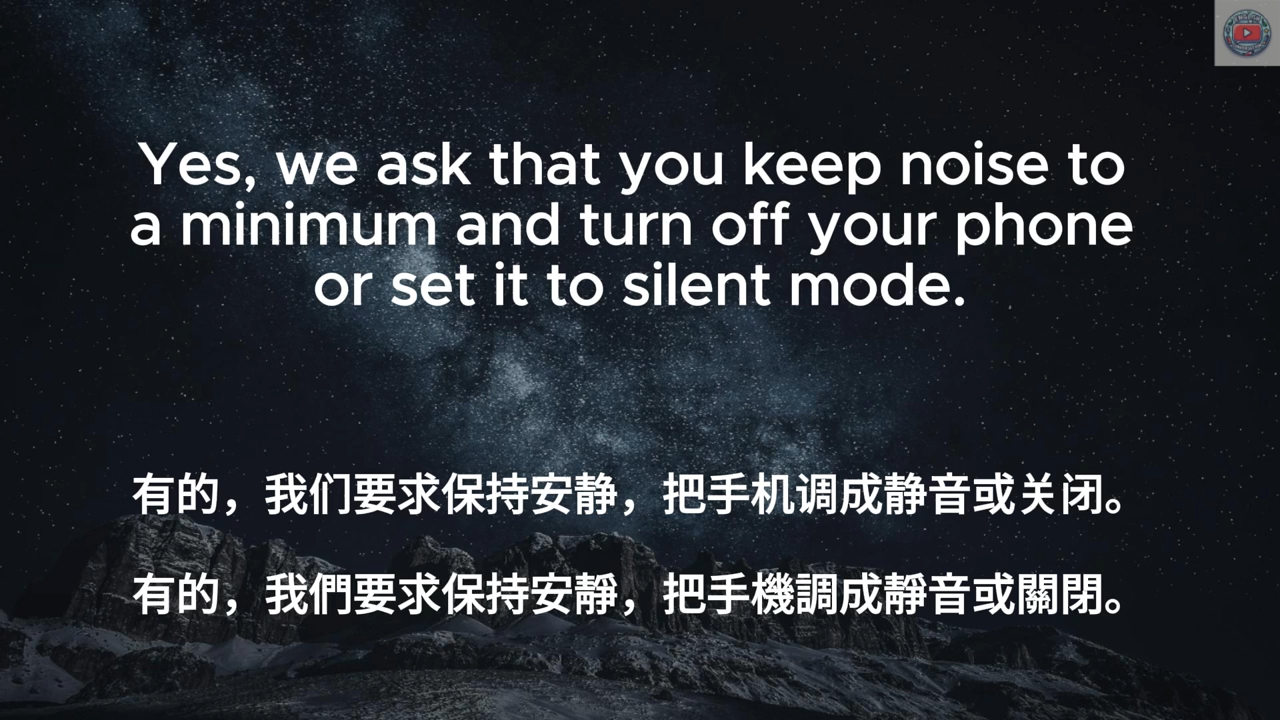 Yes, we ask that you keep noise to
a minimum and turn off your phone
or set it to silent mode.
有的，我们要求保持安静，把手机调成静音或关闭。
有的，我們要求保持安靜，把手機調成靜音或關閉。